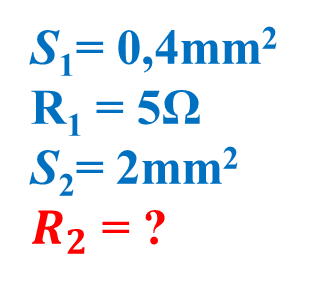 S₁= 0,4mm²
R₁ = 5Ω
S₂= 2mm²
R₂ = ?